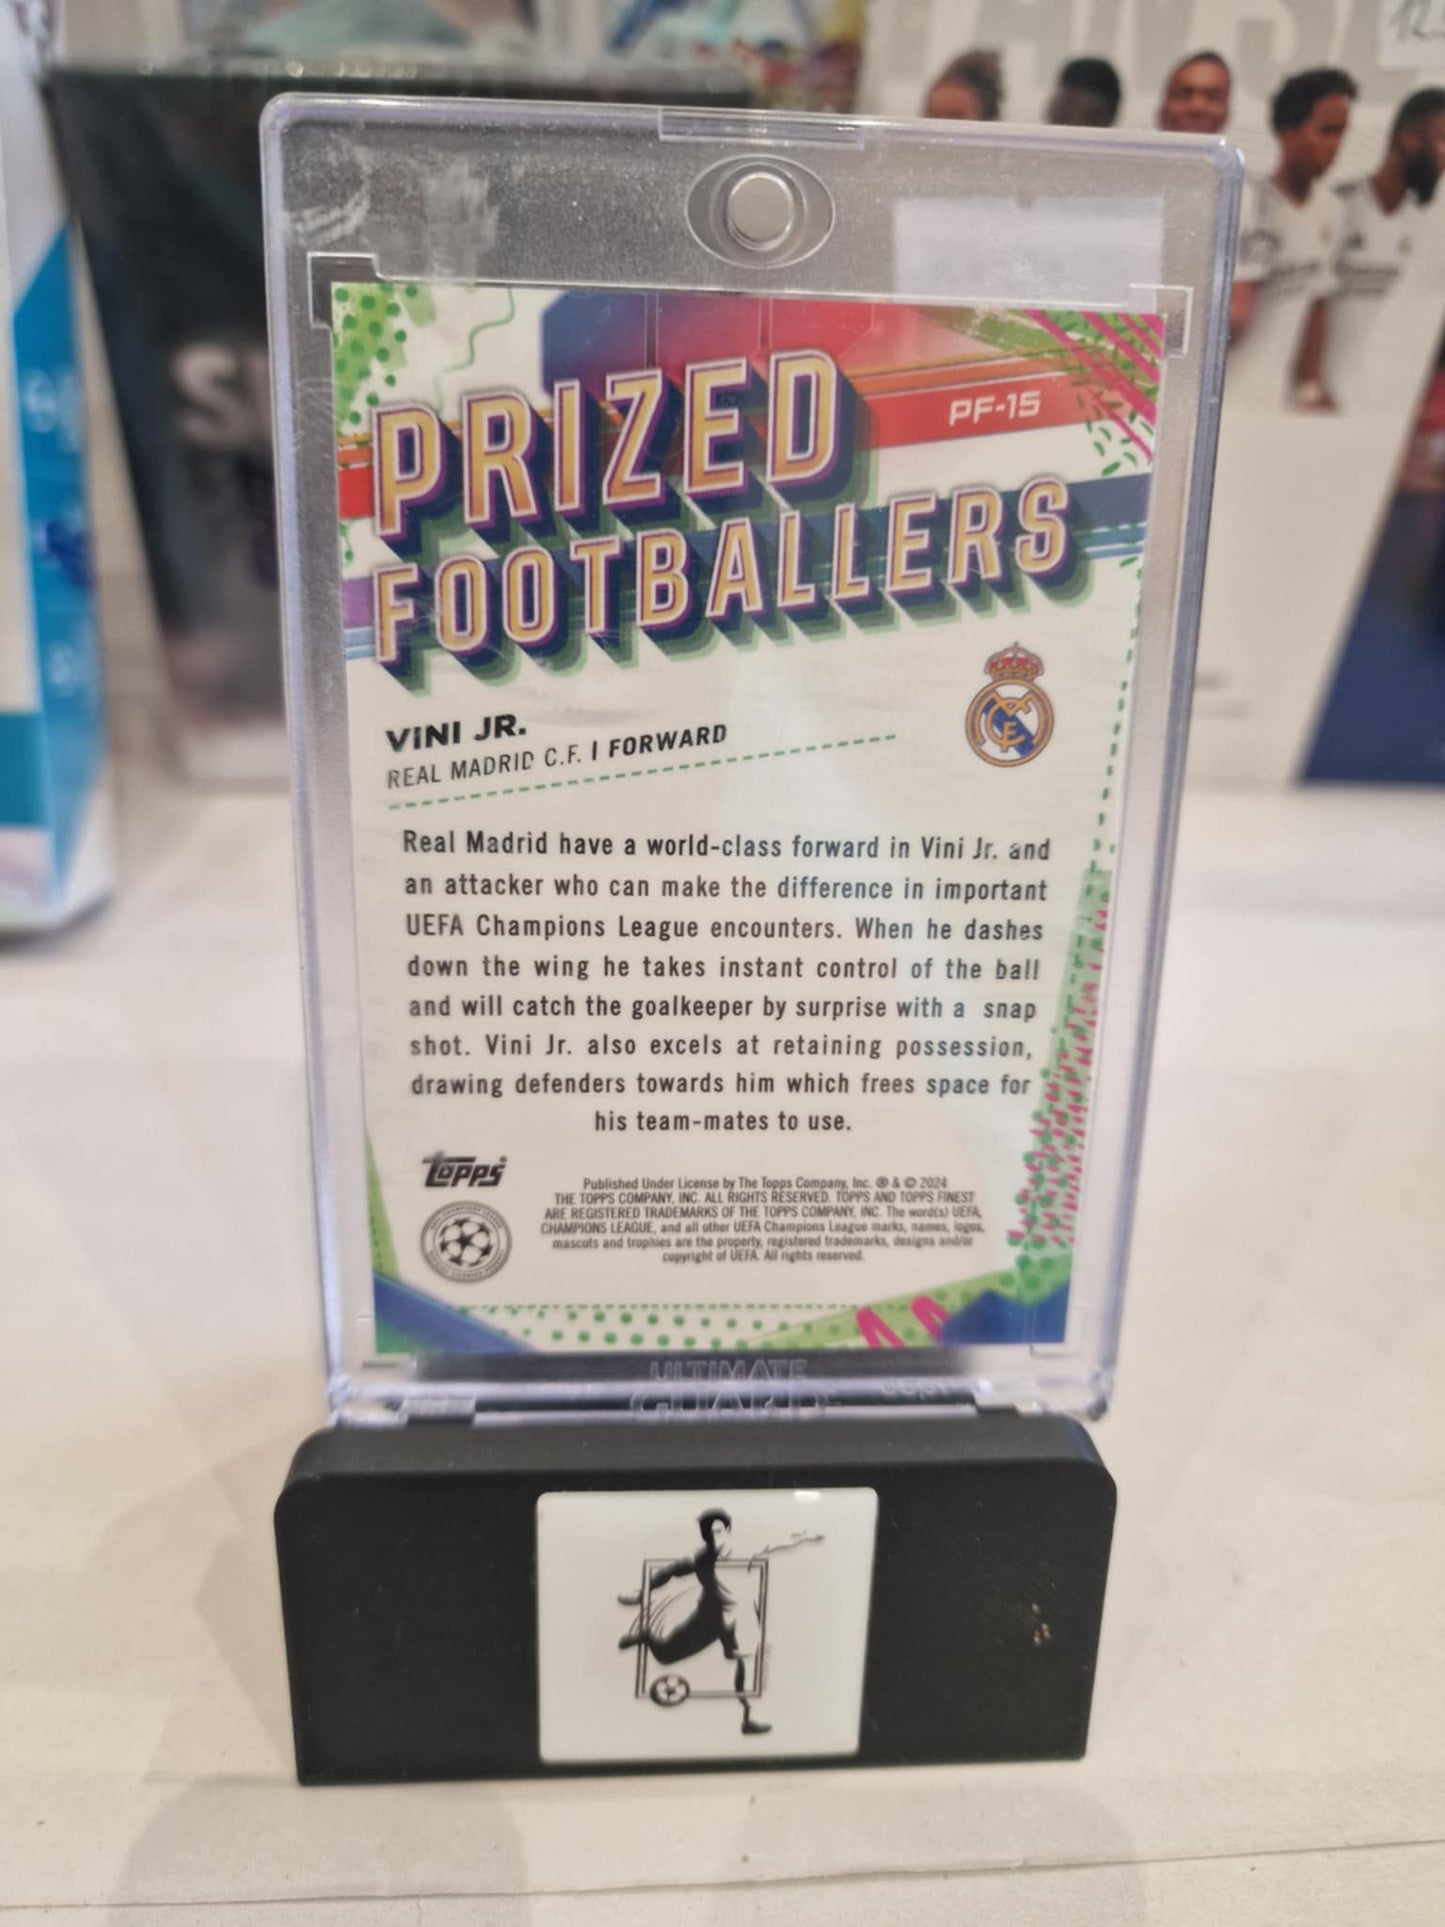 PRIZED
PF-15
FOOTBALLERS
VINI JR.
REAL MADRID C.F. | FORWARD
Real Madrid have a world-class forward in Vini Jr. and
an attacker who can make the difference in important
UEFA Champions League encounters. When he dashes
down the wing he takes instant control of the ball
and will catch the goalkeeper by surprise with a snap
shot. Vini Jr. also excels at retaining possession,
drawing defenders towards him which frees space for
his team-mates to use.
Topps
Published Under License by The Topps Company, Inc. ® & © 2024
THE TOPPS COMPANY, INC. ALL RIGHTS RESERVED. TOPPS AND TOPPS FINEST
ARE REGISTERED TRADEMARKS OF THE TOPPS COMPANY, INC. The word(s) UEFA,
CHAMPIONS LEAGUE, and all other UEFA Champions League marks, names, logos,
mascots and trophies are the property, registered trademarks, designs and/or
copyright of UEFA. All rights reserved.
ULTIMATE
GUARD